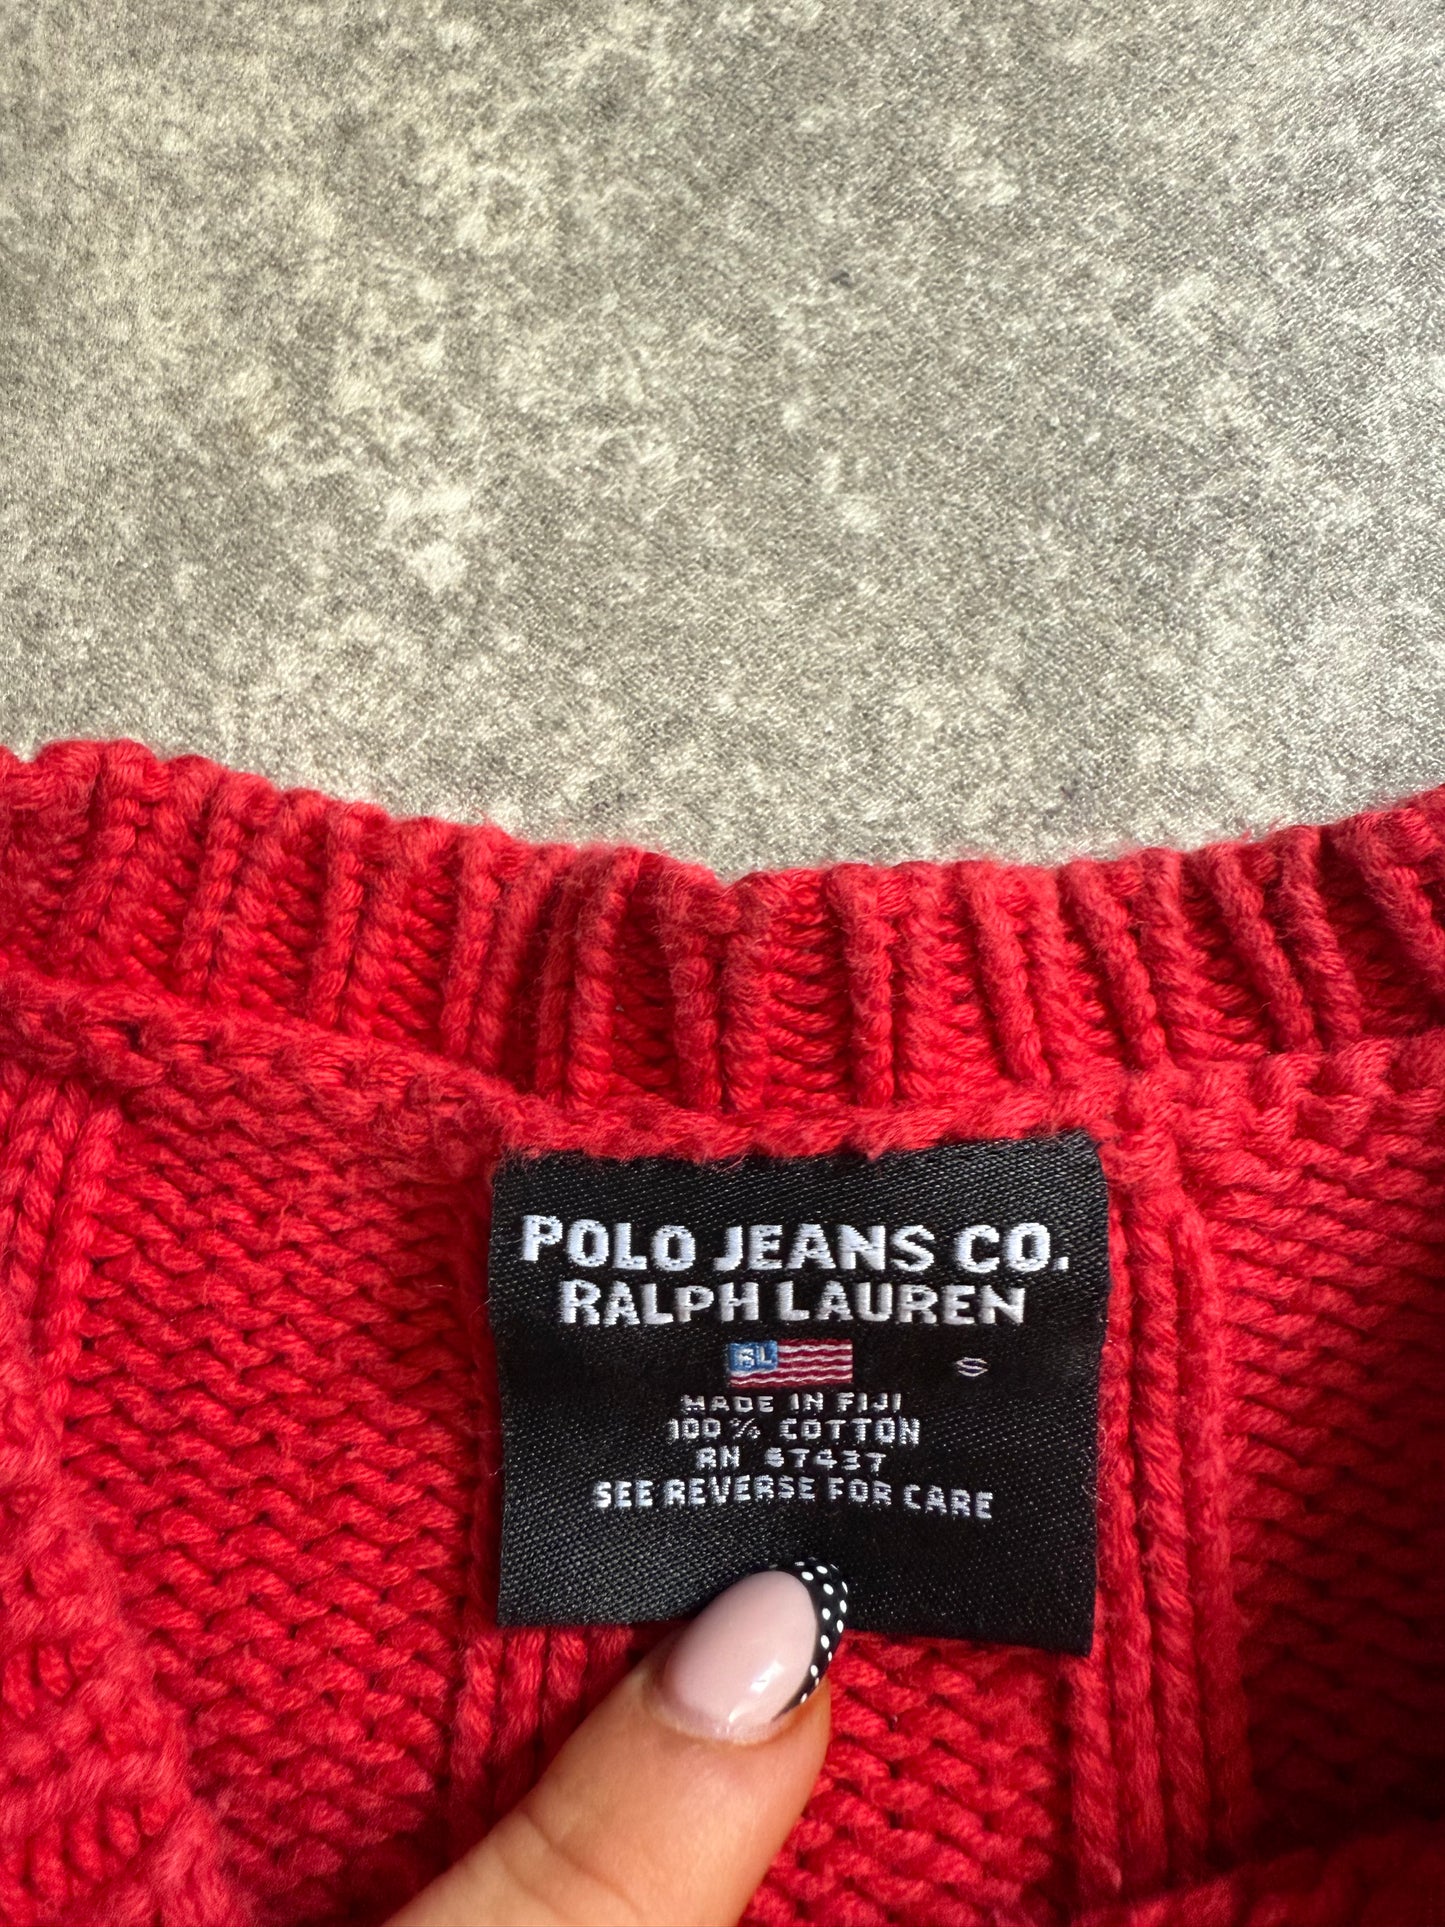 POLO JEANS CO.
RALPH LAUREN
RL S
MADE IN FIJI
100% COTTON
RN 67437
SEE REVERSE FOR CARE